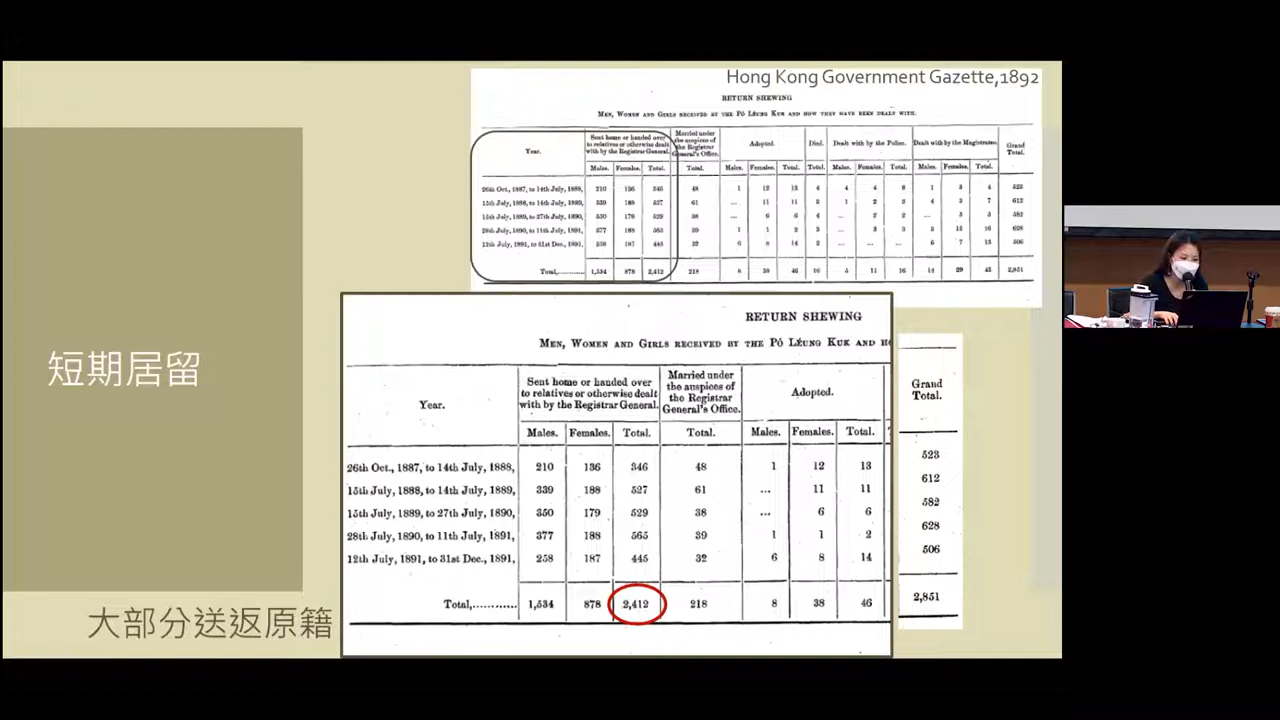 Hong Kong Government Gazette,1892
RETURN SHEWING
MEN, WOMEN AND GIRLS RECEIVED BY THE PÓ LÉUNG KUK AND HOW THEY HAVE BEEN DEALT WITH.
Year. Sent home or handed over to relatives or otherwise dealt with by the Registrar General. Married under the auspices of the Registrar General's Office. Adopted. Died. Dealt with by the Police. Dealt with by the Magistrates. Grand Total.
Males. Females. Total. Total. Males. Females. Total. Total. Males. Females. Total. Males. Females. Total.
26th Oct., 1887, to 14th July, 1888, 210 136 346 48 1 12 13 4 4 4 8 1 3 4 523
15th July, 1888, to 14th July, 1889, 339 188 527 61 ... 11 11 3 1 2 3 4 3 7 612
15th July, 1889, to 27th July, 1890, 350 179 529 38 ... 6 6 4 ... 2 2 ... 3 3 582
28th July, 1890, to 11th July, 1891, 377 188 565 39 1 1 2 3 ... 3 3 3 13 16 628
12th July, 1891, to 31st Dec., 1891, 258 187 445 32 6 8 14 2 ... ... ... 6 7 13 506
Total,........... 1,534 878 2,412 218 8 38 46 16 5 11 16 14 29 43 2,851
短期居留
大部分送返原籍
RETURN SHEWING
MEN, WOMEN AND GIRLS RECEIVED BY THE PÓ LÉUNG KUK AND
Year. Sent home or handed over to relatives or otherwise dealt with by the Registrar General. Married under the auspices of the Registrar General's Office. Adopted. Grand Total.
Males. Females. Total. Total. Males. Females. Total.
26th Oct., 1887, to 14th July, 1888, 210 136 346 48 1 12 13 523
15th July, 1888, to 14th July, 1889, 339 188 527 61 ... 11 11 612
15th July, 1889, to 27th July, 1890, 350 179 529 38 ... 6 6 582
28th July, 1890, to 11th July, 1891, 377 188 565 39 1 1 2 628
12th July, 1891, to 31st Dec., 1891, 258 187 445 32 6 8 14 506
Total,........... 1,534 878 2,412 218 8 38 46 2,851